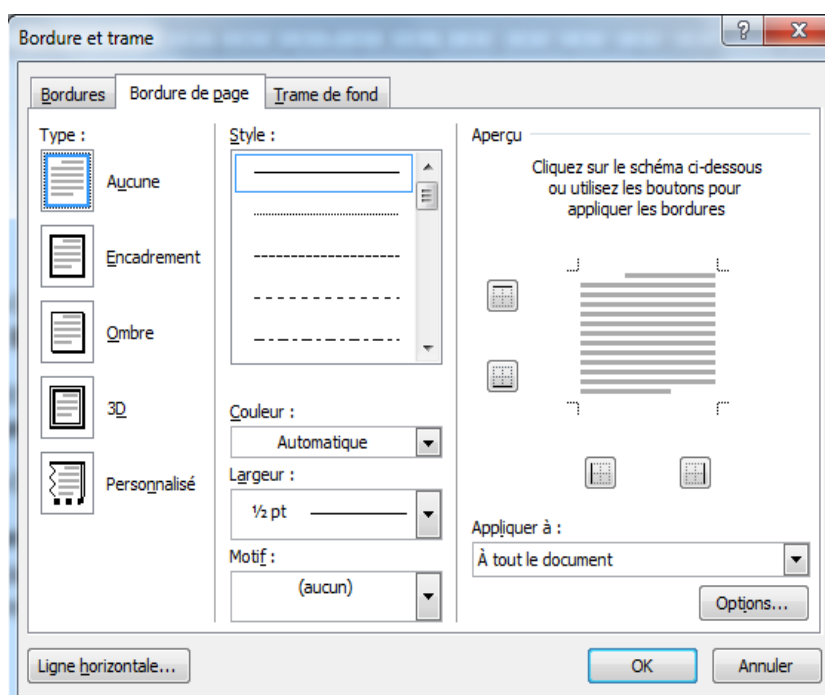 Bordure et trame
Bordures
Bordure de page
Trame de fond
Type :
Aucune
Encadrement
Ombre
3D
Personnalisé
Style :
Couleur :
Automatique
Largeur :
½ pt
Motif :
(aucun)
Aperçu
Cliquez sur le schéma ci-dessous
ou utilisez les boutons pour
appliquer les bordures
Appliquer à :
À tout le document
Options...
Ligne horizontale...
OK
Annuler